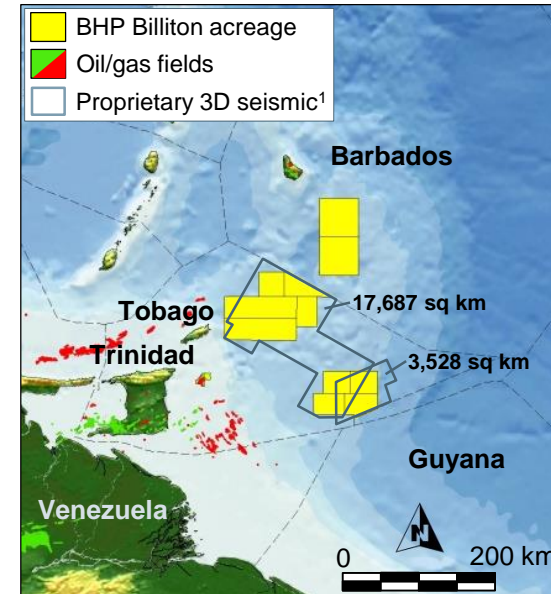 BHP Billiton acreage
Oil/gas fields
Proprietary 3D seismic¹
Barbados
17,687 sq km
Tobago
Trinidad
3,528 sq km
Guyana
Venezuela
N
0 200 km